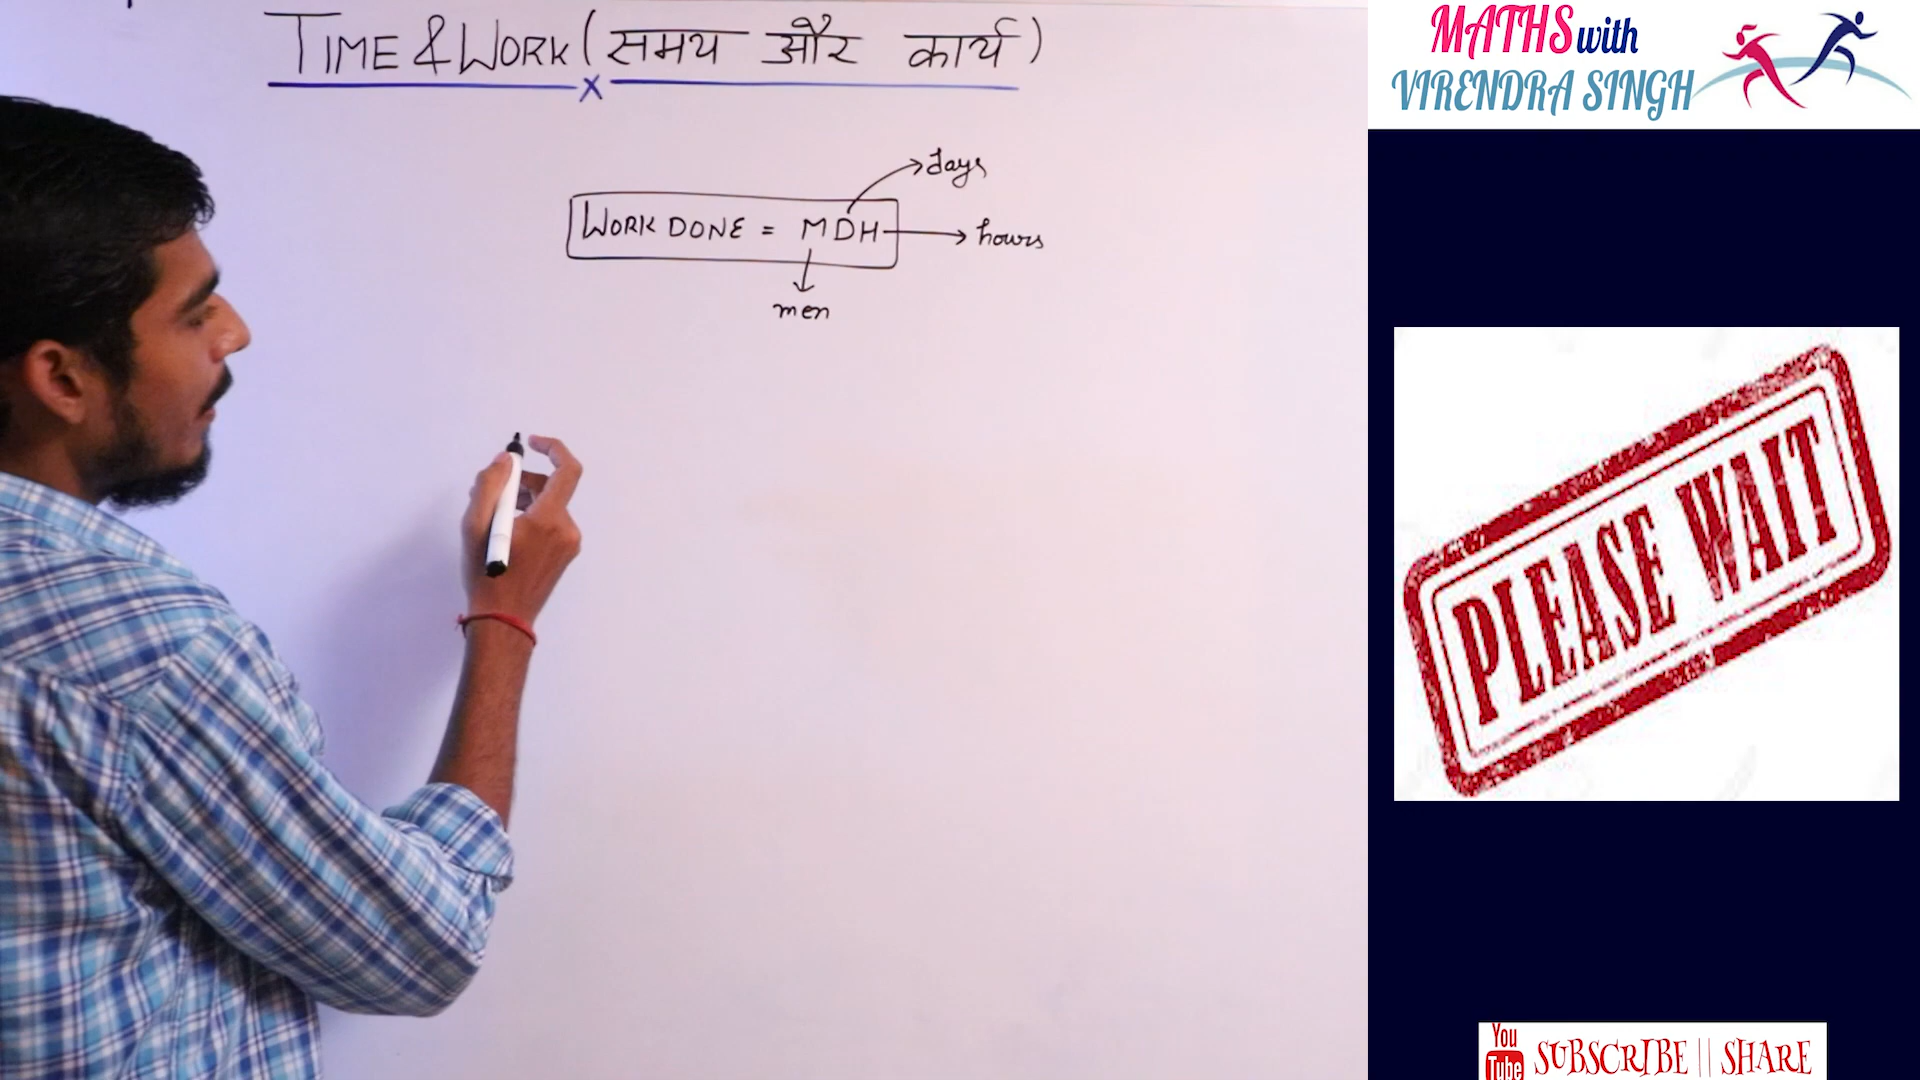 TIME & WORK (समय और कार्य)
x
days
WORK DONE = MDH
hours
men
MATHS with
VIRENDRA SINGH
PLEASE WAIT
You
Tube
SUBSCRIBE || SHARE